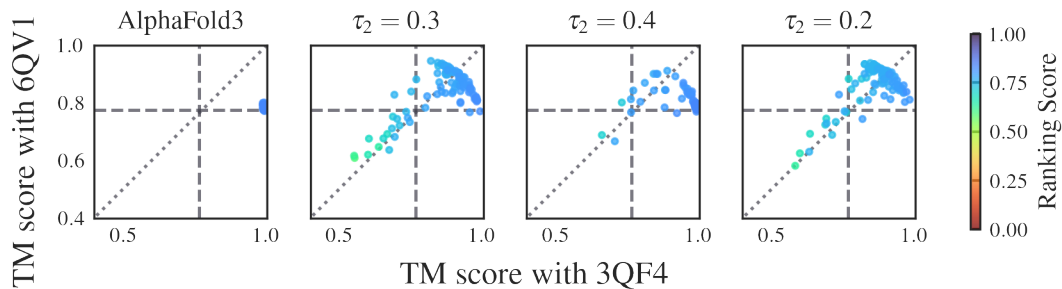 AlphaFold3
τ₂ = 0.3
τ₂ = 0.4
τ₂ = 0.2
TM score with 6QV1
1.0
0.8
0.6
0.4
0.5 1.0
0.5 1.0
0.5 1.0
0.5 1.0
TM score with 3QF4
1.00
0.75
0.50
0.25
0.00
Ranking Score